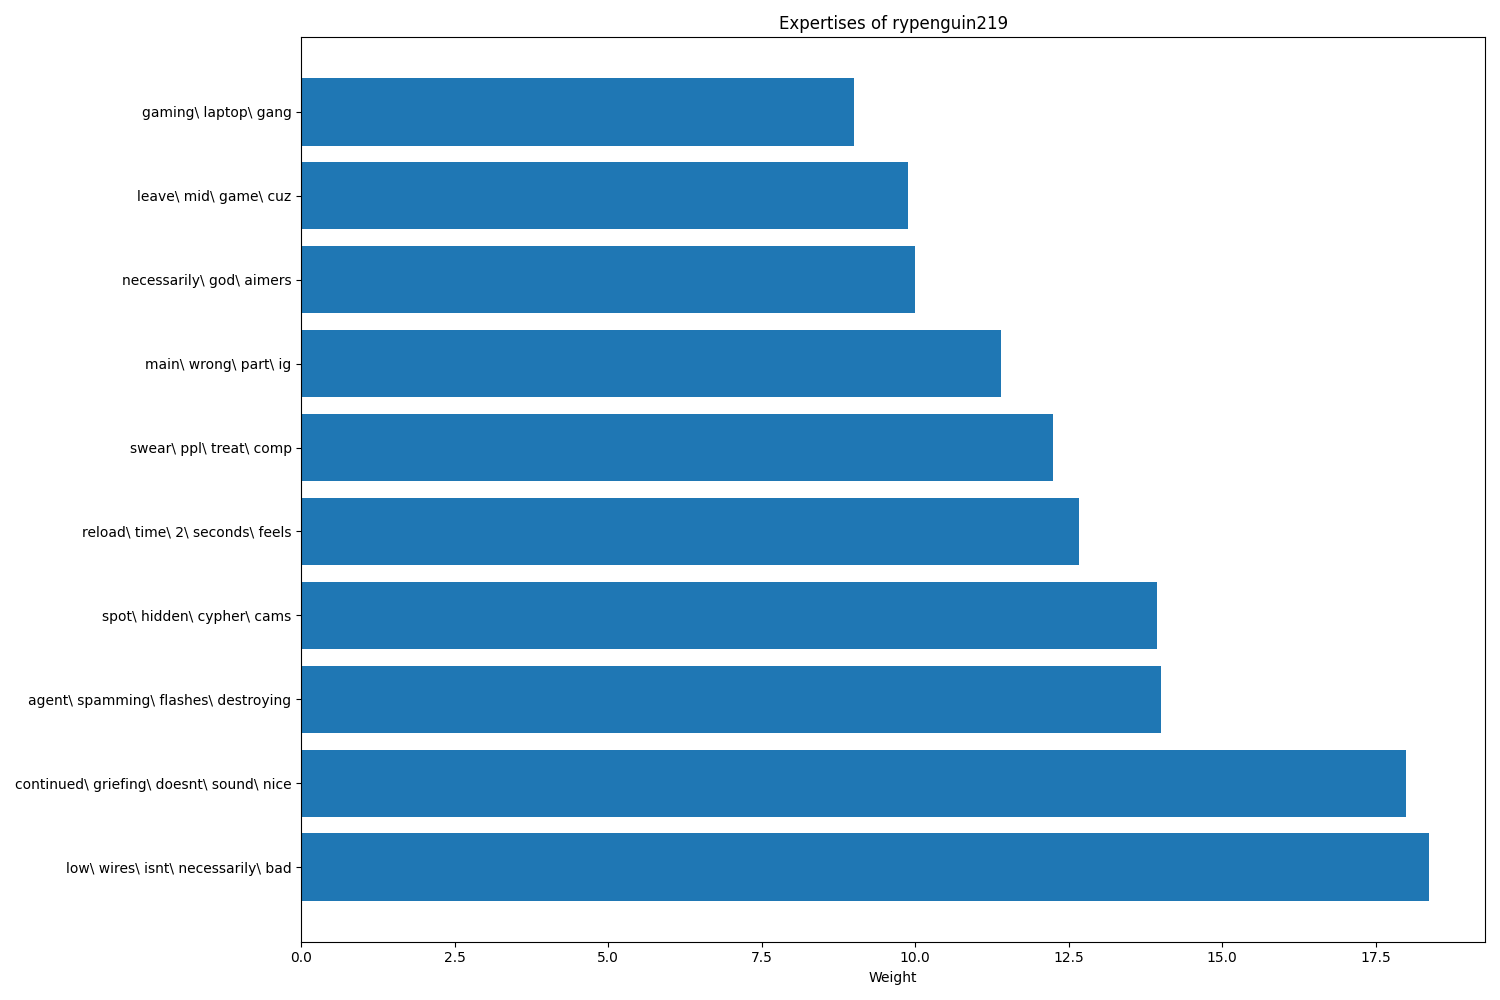 Expertises of rypenguin219
gaming\ laptop\ gang
leave\ mid\ game\ cuz
necessarily\ god\ aimers
main\ wrong\ part\ ig
swear\ ppl\ treat\ comp
reload\ time\ 2\ seconds\ feels
spot\ hidden\ cypher\ cams
agent\ spamming\ flashes\ destroying
continued\ griefing\ doesnt\ sound\ nice
low\ wires\ isnt\ necessarily\ bad
0.0 2.5 5.0 7.5 10.0 12.5 15.0 17.5
Weight